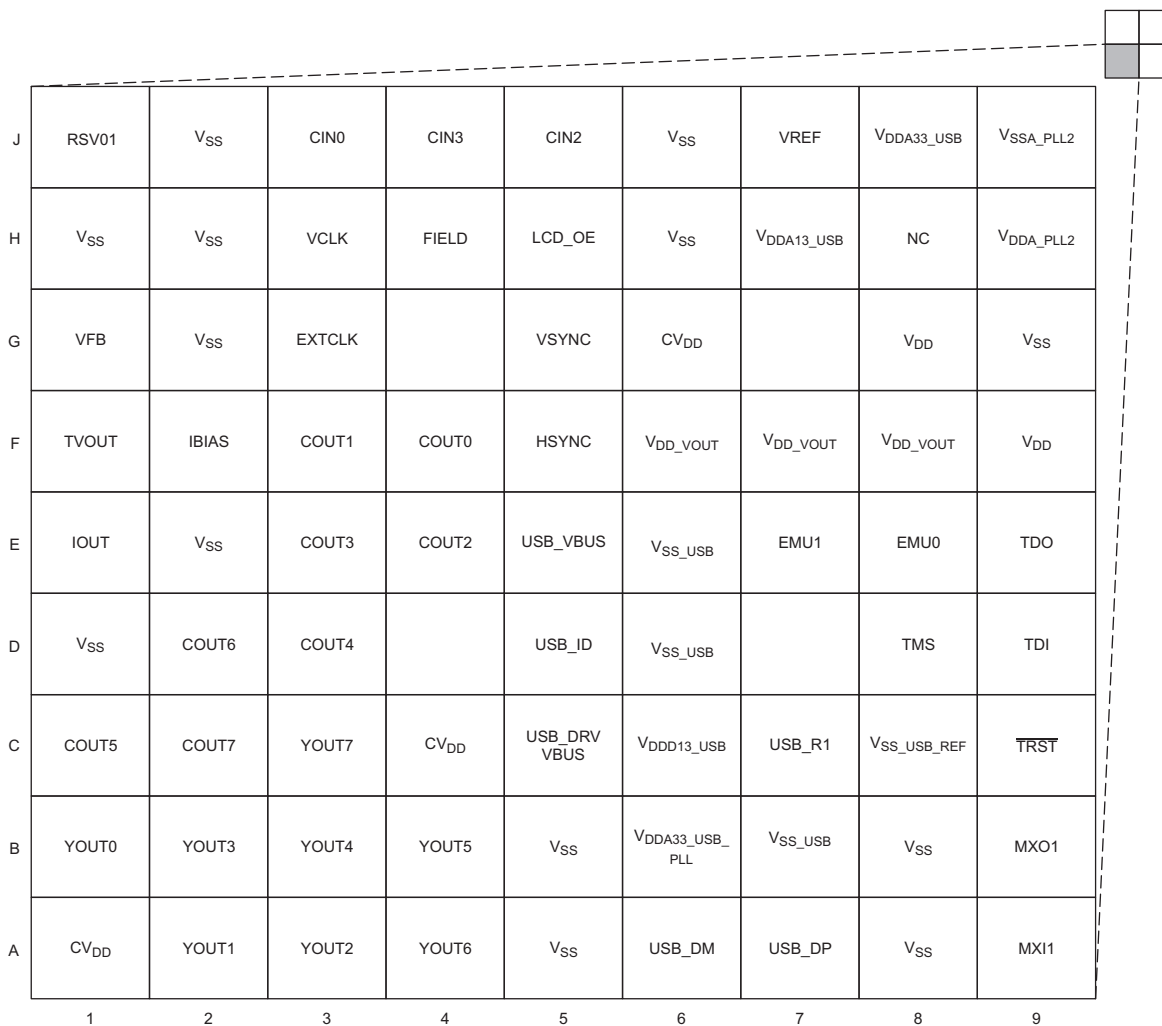 J RSV01 VSS CIN0 CIN3 CIN2 VSS VREF VDDA33_USB VSSA_PLL2
H VSS VSS VCLK FIELD LCD_OE VSS VDDA13_USB NC VDDA_PLL2
G VFB VSS EXTCLK VSYNC CVDD VDD VSS
F TVOUT IBIAS COUT1 COUT0 HSYNC VDD_VOUT VDD_VOUT VDD_VOUT VDD
E IOUT VSS COUT3 COUT2 USB_VBUS VSS_USB EMU1 EMU0 TDO
D VSS COUT6 COUT4 USB_ID VSS_USB TMS TDI
C COUT5 COUT7 YOUT7 CVDD USB_DRV VBUS VDDD13_USB USB_R1 VSS_USB_REF TRST
B YOUT0 YOUT3 YOUT4 YOUT5 VSS VDDA33_USB_ PLL VSS_USB VSS MXO1
A CVDD YOUT1 YOUT2 YOUT6 VSS USB_DM USB_DP VSS MXI1
1 2 3 4 5 6 7 8 9